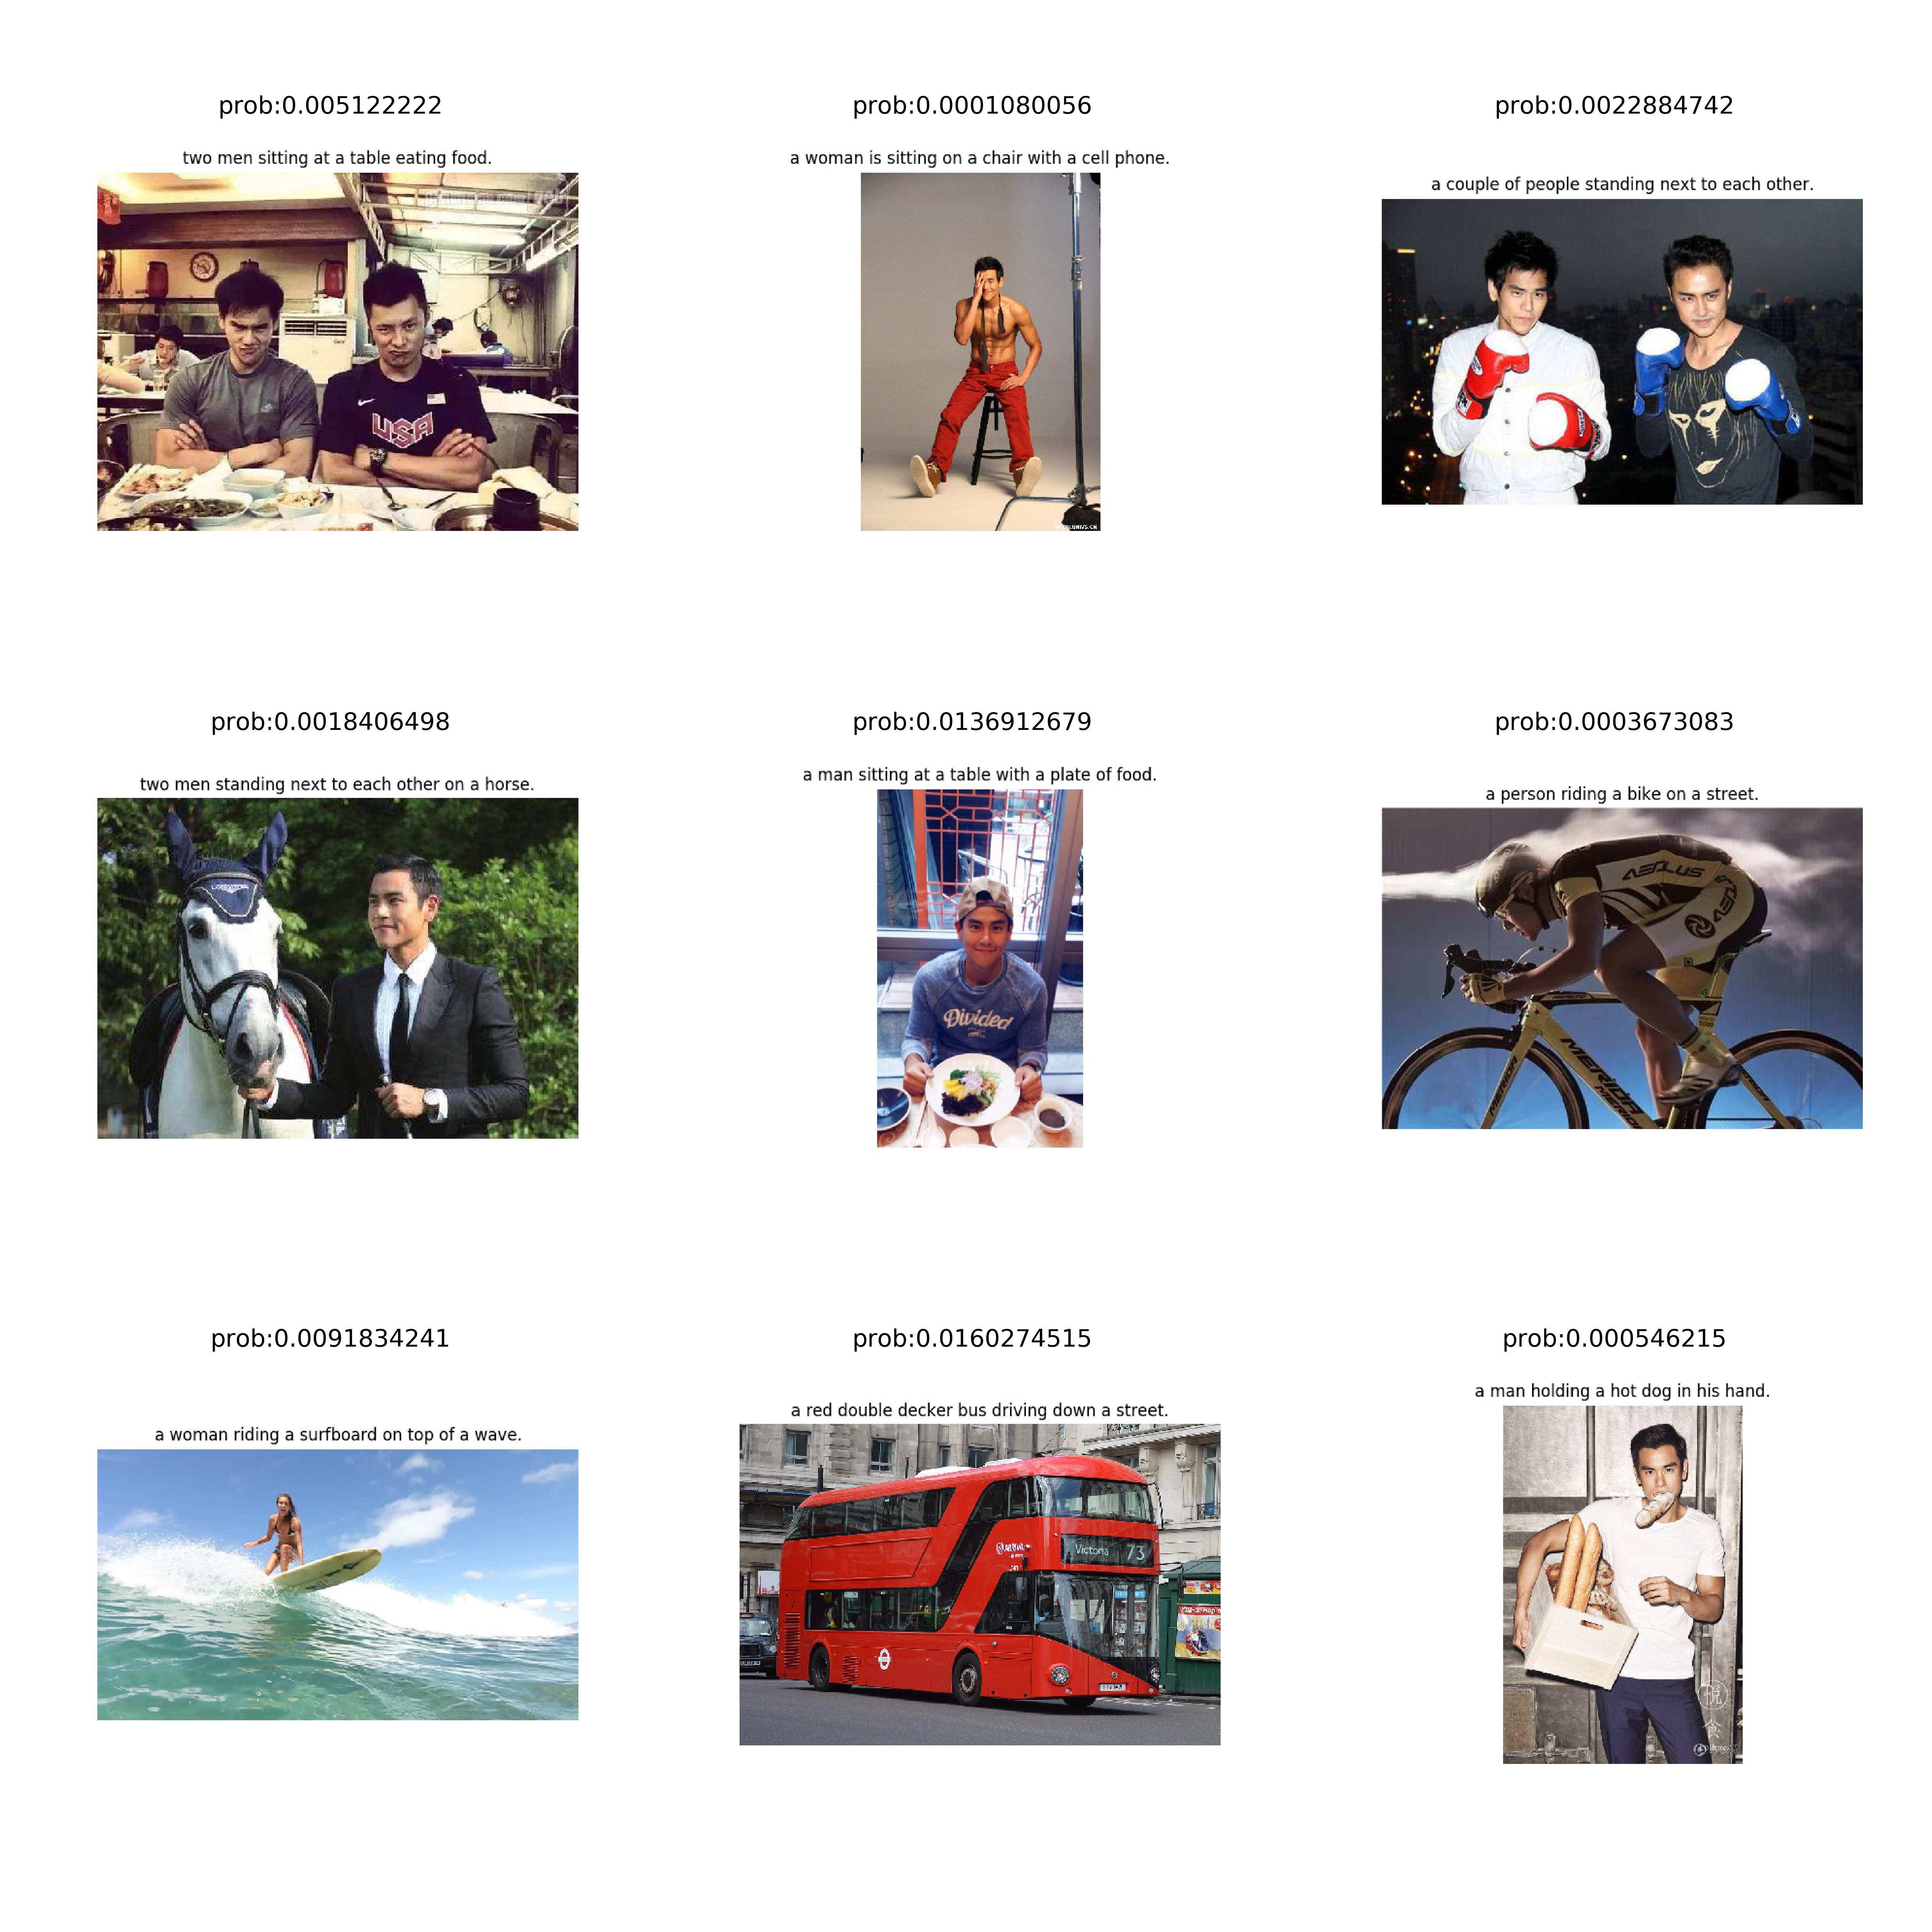 prob:0.005122222
two men sitting at a table eating food.
USA
prob:0.0001080056
a woman is sitting on a chair with a cell phone.
prob:0.0022884742
a couple of people standing next to each other.
prob:0.0018406498
two men standing next to each other on a horse.
prob:0.0136912679
a man sitting at a table with a plate of food.
Divided
prob:0.0003673083
a person riding a bike on a street.
AEOLUS
MERIDA
prob:0.0091834241
a woman riding a surfboard on top of a wave.
prob:0.0160274515
a red double decker bus driving down a street.
Victoria 73
prob:0.000546215
a man holding a hot dog in his hand.
悦
食